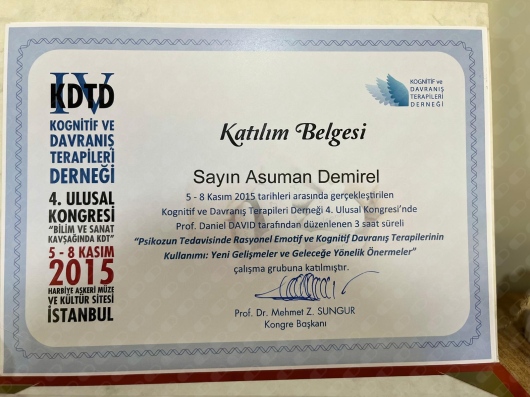 IV
KDTD
KOGNİTİF VE
DAVRANIŞ
TERAPİLERİ
DERNEĞİ
4. ULUSAL
KONGRESİ
"BİLİM VE SANAT
KAVŞAĞINDA KDT"
5 - 8 KASIM
2015
HARBİYE ASKERİ MÜZE
VE KÜLTÜR SİTESİ
İSTANBUL
KOGNİTİF ve
DAVRANIŞ
TERAPİLERİ
DERNEĞİ
Katılım Belgesi
Sayın Asuman Demirel
5 - 8 Kasım 2015 tarihleri arasında gerçekleştirilen
Kognitif ve Davranış Terapileri Derneği 4. Ulusal Kongresi'nde
Prof. Daniel DAVID tarafından düzenlenen 3 saat süreli
"Psikozun Tedavisinde Rasyonel Emotif ve Kognitif Davranış Terapilerinin
Kullanımı: Yeni Gelişmeler ve Geleceğe Yönelik Önermeler"
çalışma grubuna katılmıştır.
Prof. Dr. Mehmet Z. SUNGUR
Kongre Başkanı